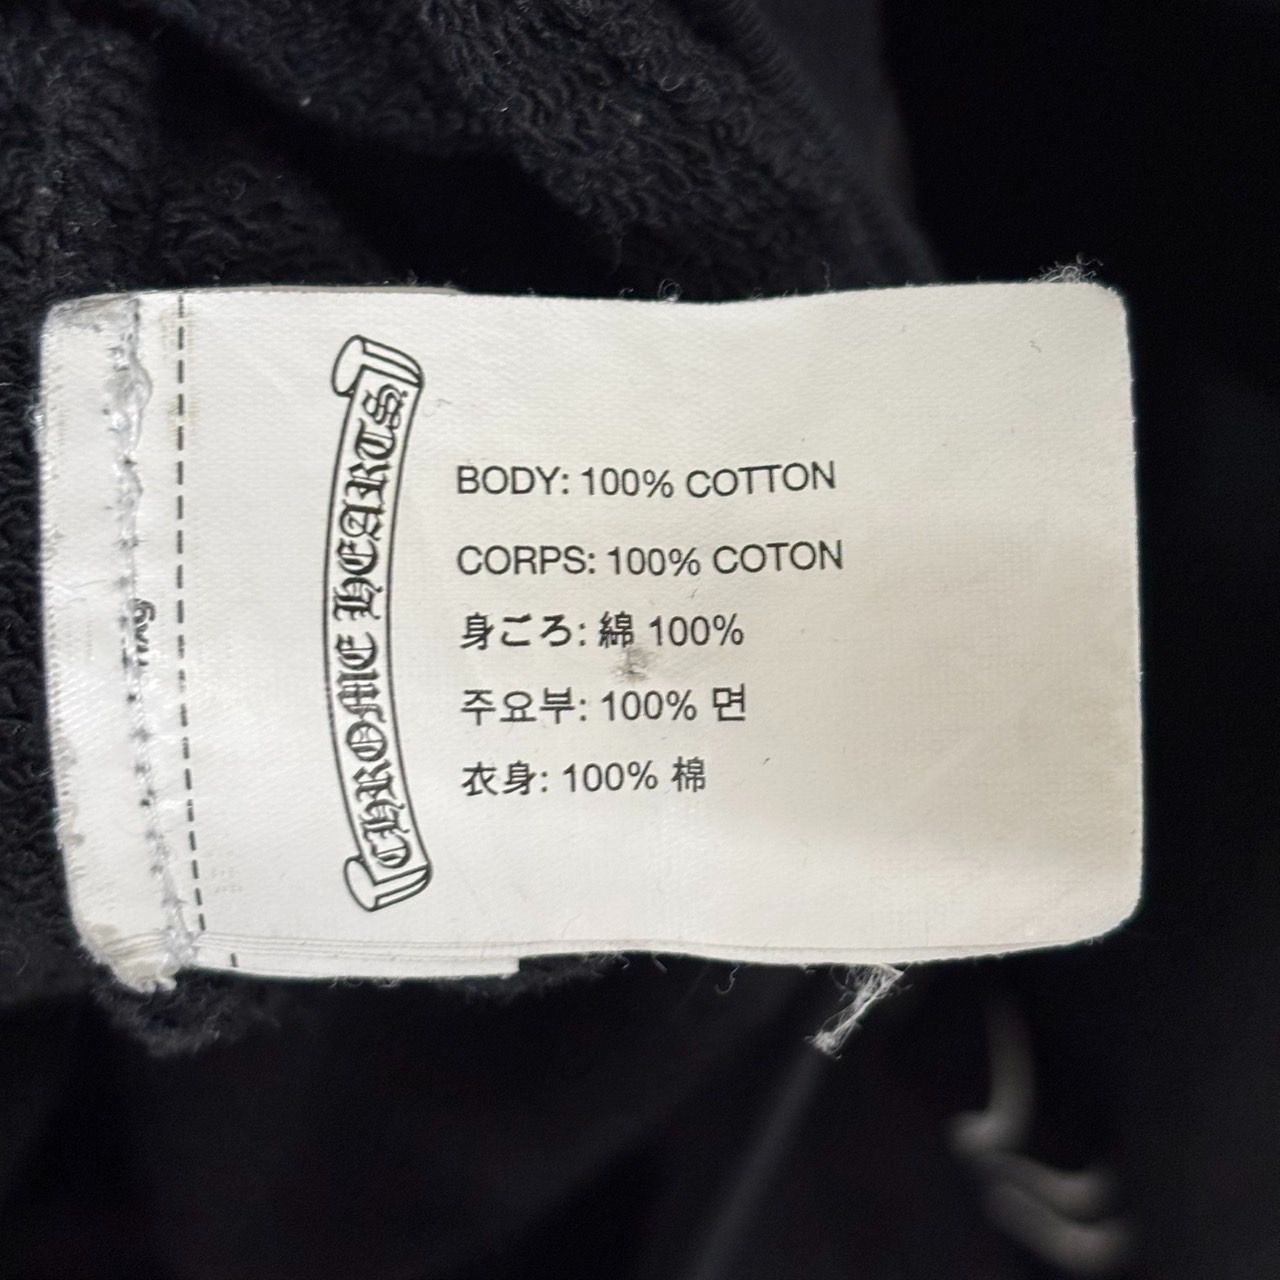 CHROME HEARTS
BODY: 100% COTTON
CORPS: 100% COTON
身ごろ: 綿 100%
주요부: 100% 면
衣身: 100% 棉